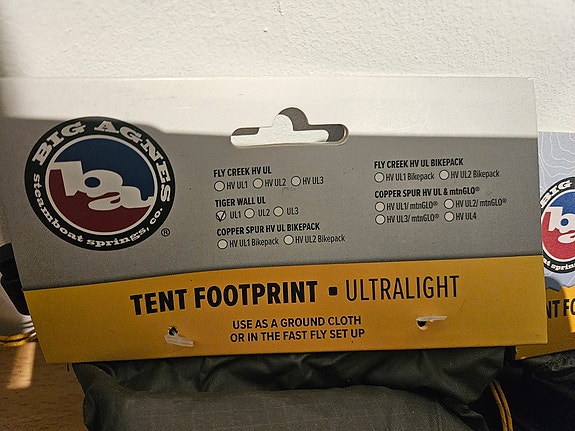 BIG AGNES
ba
steamboat springs, co.
®
FLY CREEK HV UL
HV UL1 HV UL2 HV UL3
TIGER WALL UL
UL1 UL2 UL3
COPPER SPUR HV UL BIKEPACK
HV UL1 Bikepack HV UL2 Bikepack
FLY CREEK HV UL BIKEPACK
HV UL1 Bikepack HV UL2 Bikepack
COPPER SPUR HV UL & mtnGLO®
HV UL1/ mtnGLO® HV UL2/ mtnGLO®
HV UL3/ mtnGLO® HV UL4
TENT FOOTPRINT ▪ ULTRALIGHT
USE AS A GROUND CLOTH
OR IN THE FAST FLY SET UP